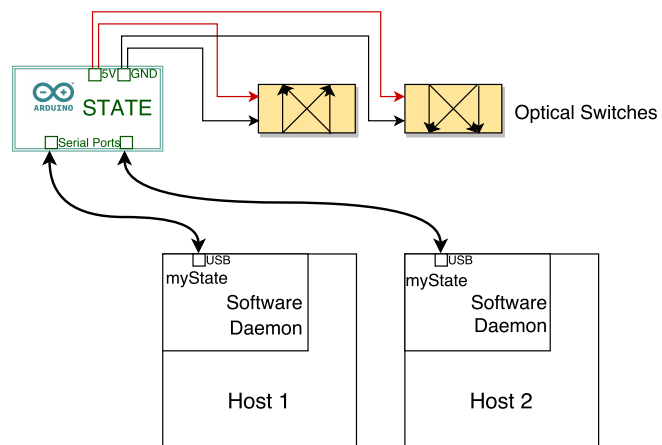 5V GND
ARDUINO
STATE
Serial Ports
Optical Switches
USB
myState
Software
Daemon
Host 1
USB
myState
Software
Daemon
Host 2